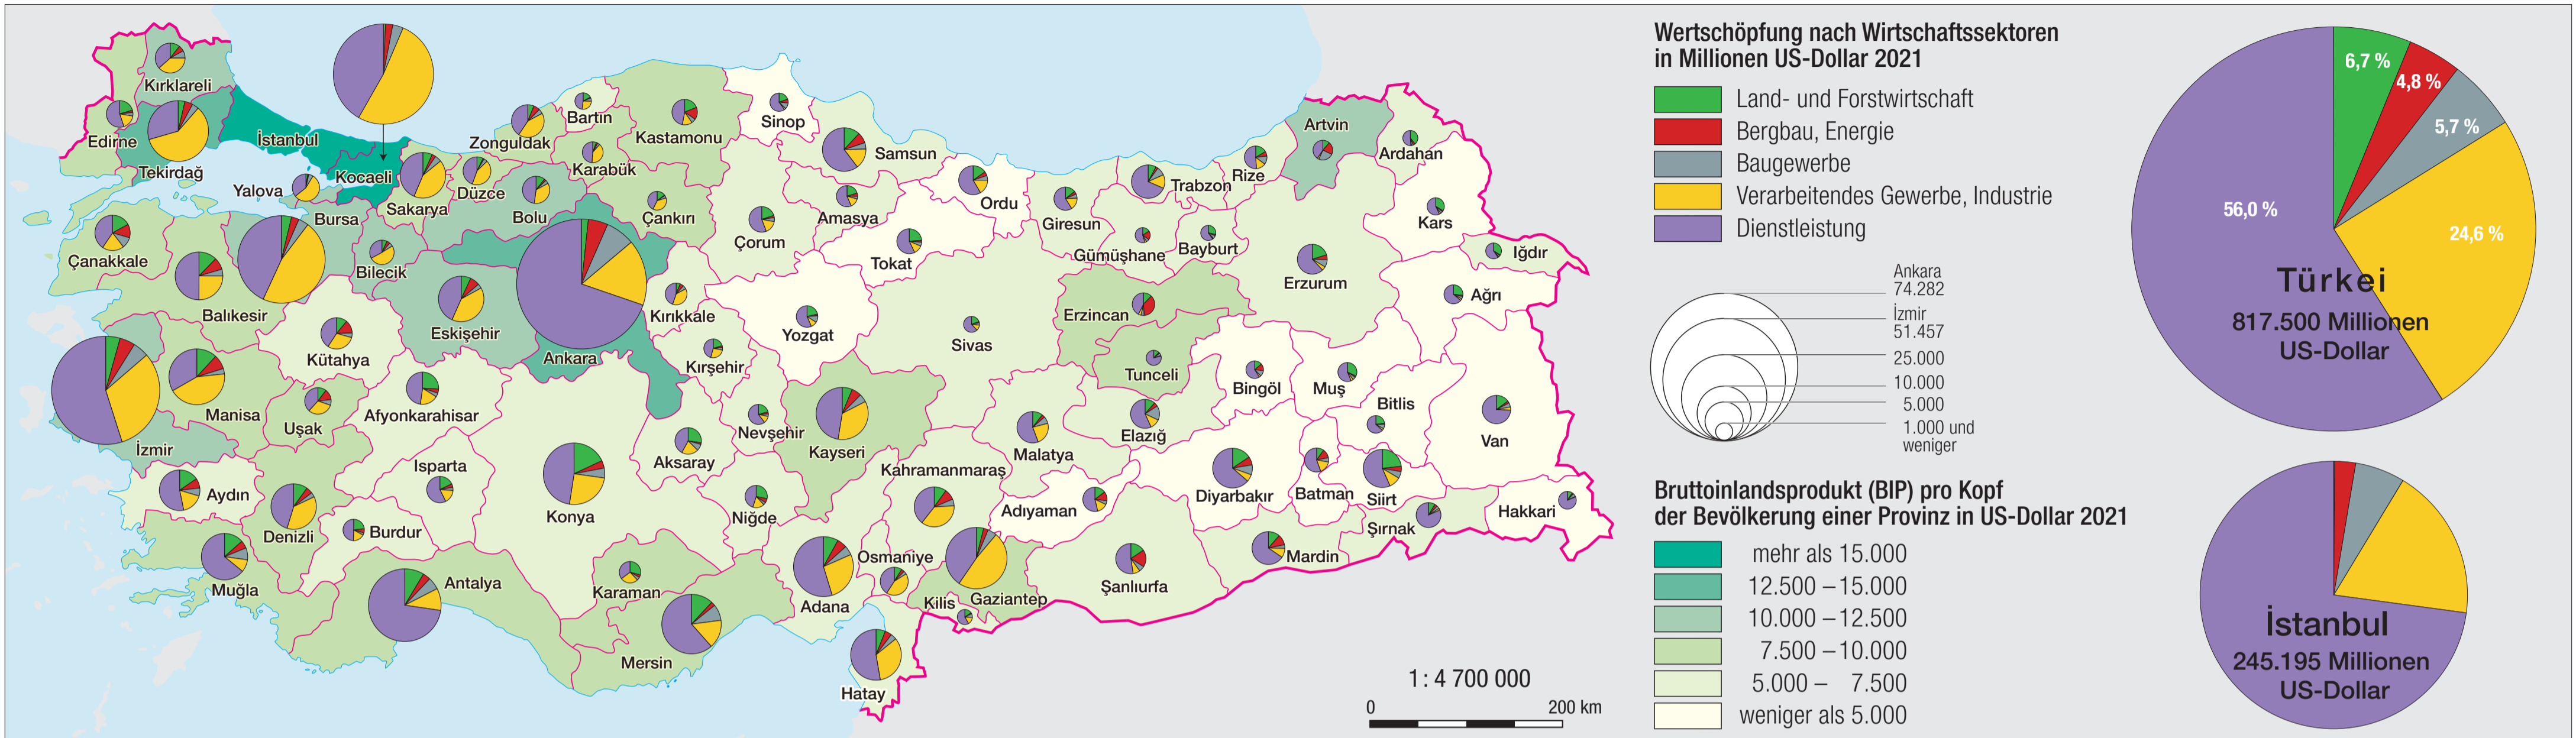 Kırklareli
Edirne
Tekirdağ
İstanbul
Yalova
Kocaeli
Sakarya
Düzce
Zonguldak
Bartın
Karabük
Kastamonu
Sinop
Bolu
Çankırı
Çorum
Samsun
Amasya
Ordu
Tokat
Giresun
Trabzon
Rize
Artvin
Ardahan
Kars
Iğdır
Gümüşhane
Bayburt
Erzurum
Ağrı
Çanakkale
Balıkesir
Bursa
Bilecik
Eskişehir
Ankara
Kırıkkale
Yozgat
Sivas
Erzincan
Tunceli
Bingöl
Muş
Bitlis
Van
Kütahya
Manisa
Uşak
Afyonkarahisar
Kırşehir
Nevşehir
Kayseri
Malatya
Elazığ
Diyarbakır
Batman
Siirt
Şırnak
Hakkari
İzmir
Aydın
Denizli
Isparta
Burdur
Konya
Aksaray
Niğde
Kahramanmaraş
Adıyaman
Muğla
Antalya
Karaman
Mersin
Adana
Osmaniye
Gaziantep
Kilis
Şanlıurfa
Mardin
Hatay
1 : 4 700 000
0 200 km
Wertschöpfung nach Wirtschaftssektoren
in Millionen US-Dollar 2021
Land- und Forstwirtschaft
Bergbau, Energie
Baugewerbe
Verarbeitendes Gewerbe, Industrie
Dienstleistung
Ankara
74.282
İzmir
51.457
25.000
10.000
5.000
1.000 und
weniger
Bruttoinlandsprodukt (BIP) pro Kopf
der Bevölkerung einer Provinz in US-Dollar 2021
mehr als 15.000
12.500 – 15.000
10.000 – 12.500
7.500 – 10.000
5.000 – 7.500
weniger als 5.000
6,7 %
4,8 %
5,7 %
24,6 %
56,0 %
Türkei
817.500 Millionen
US-Dollar
İstanbul
245.195 Millionen
US-Dollar